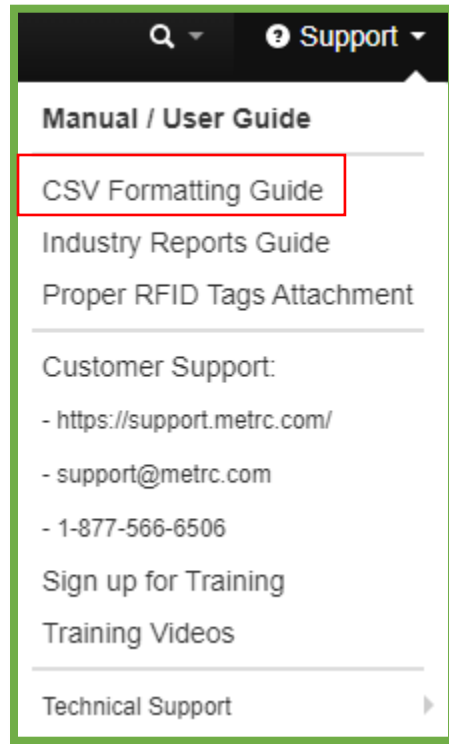 Support
Manual / User Guide
CSV Formatting Guide
Industry Reports Guide
Proper RFID Tags Attachment
Customer Support:
- https://support.metrc.com/
- support@metrc.com
- 1-877-566-6506
Sign up for Training
Training Videos
Technical Support